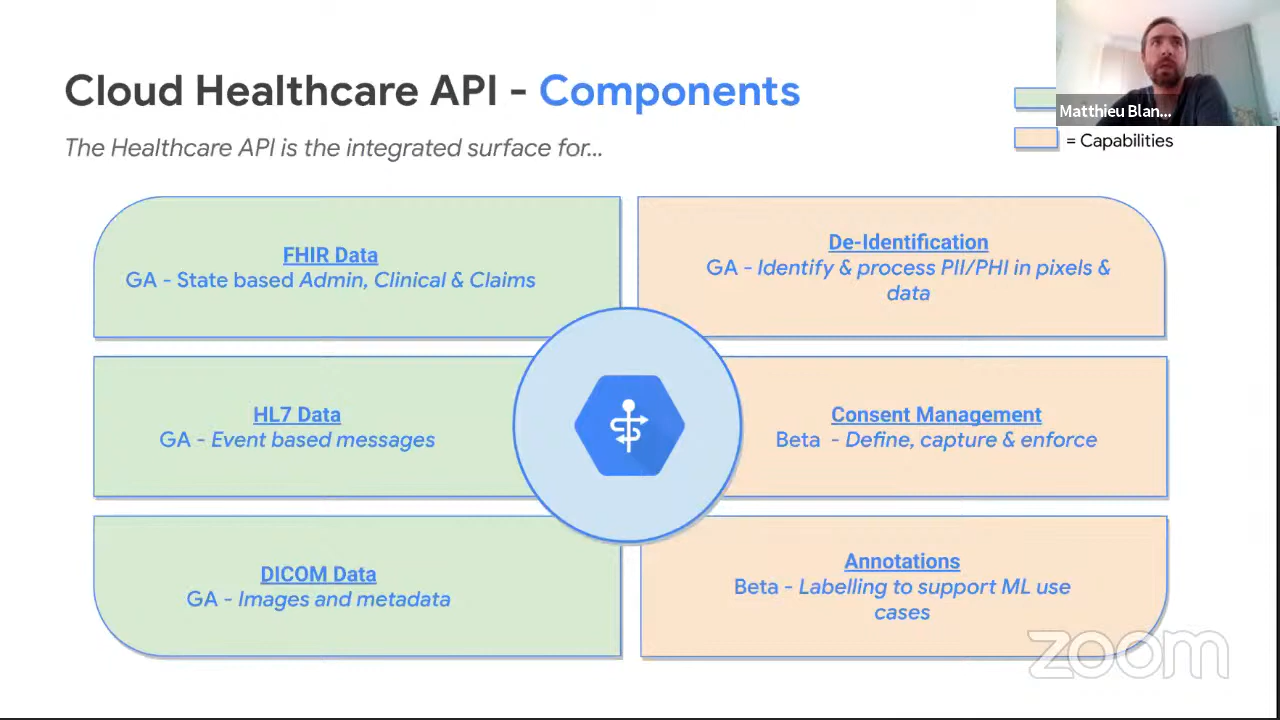 Cloud Healthcare API - Components
The Healthcare API is the integrated surface for...
Matthieu Blan...
= Capabilities
FHIR Data
GA - State based Admin, Clinical & Claims
De-Identification
GA - Identify & process PII/PHI in pixels &
data
HL7 Data
GA - Event based messages
Consent Management
Beta - Define, capture & enforce
DICOM Data
GA - Images and metadata
Annotations
Beta - Labelling to support ML use
cases
zoom